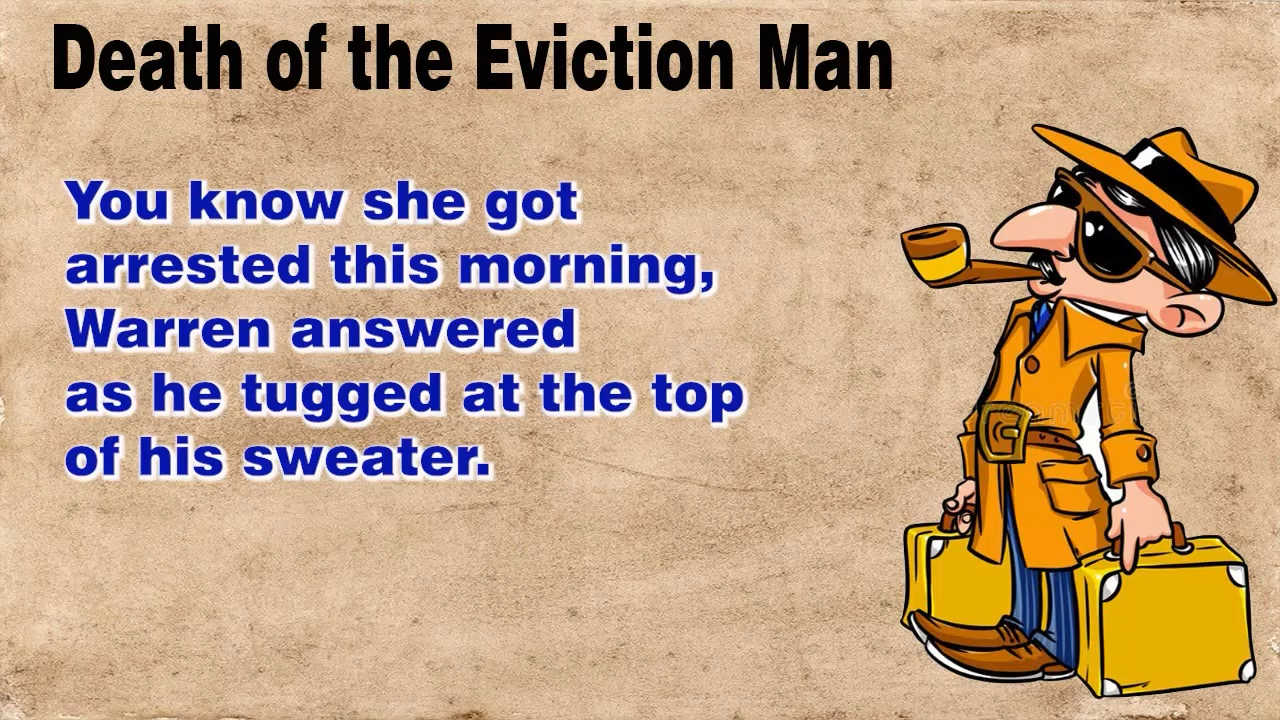 Death of the Eviction Man
You know she got
arrested this morning,
Warren answered
as he tugged at the top
of his sweater.